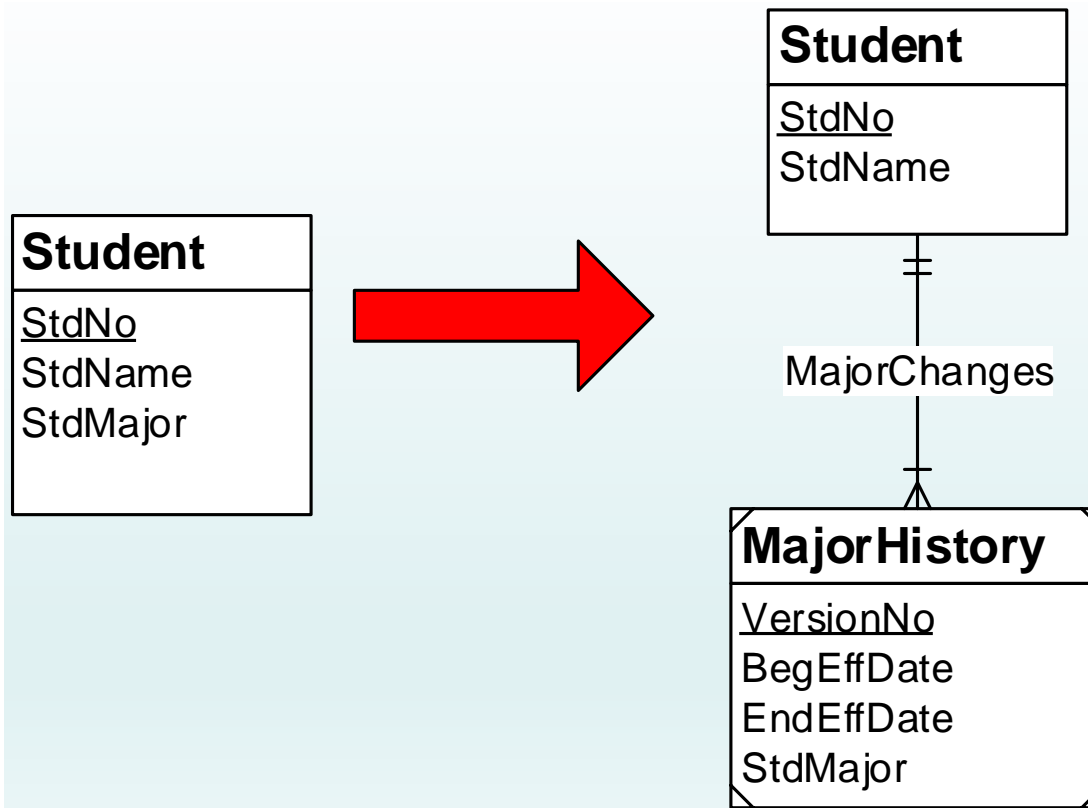 Student
StdNo
StdName
StdMajor
Student
StdNo
StdName
MajorChanges
MajorHistory
VersionNo
BegEffDate
EndEffDate
StdMajor